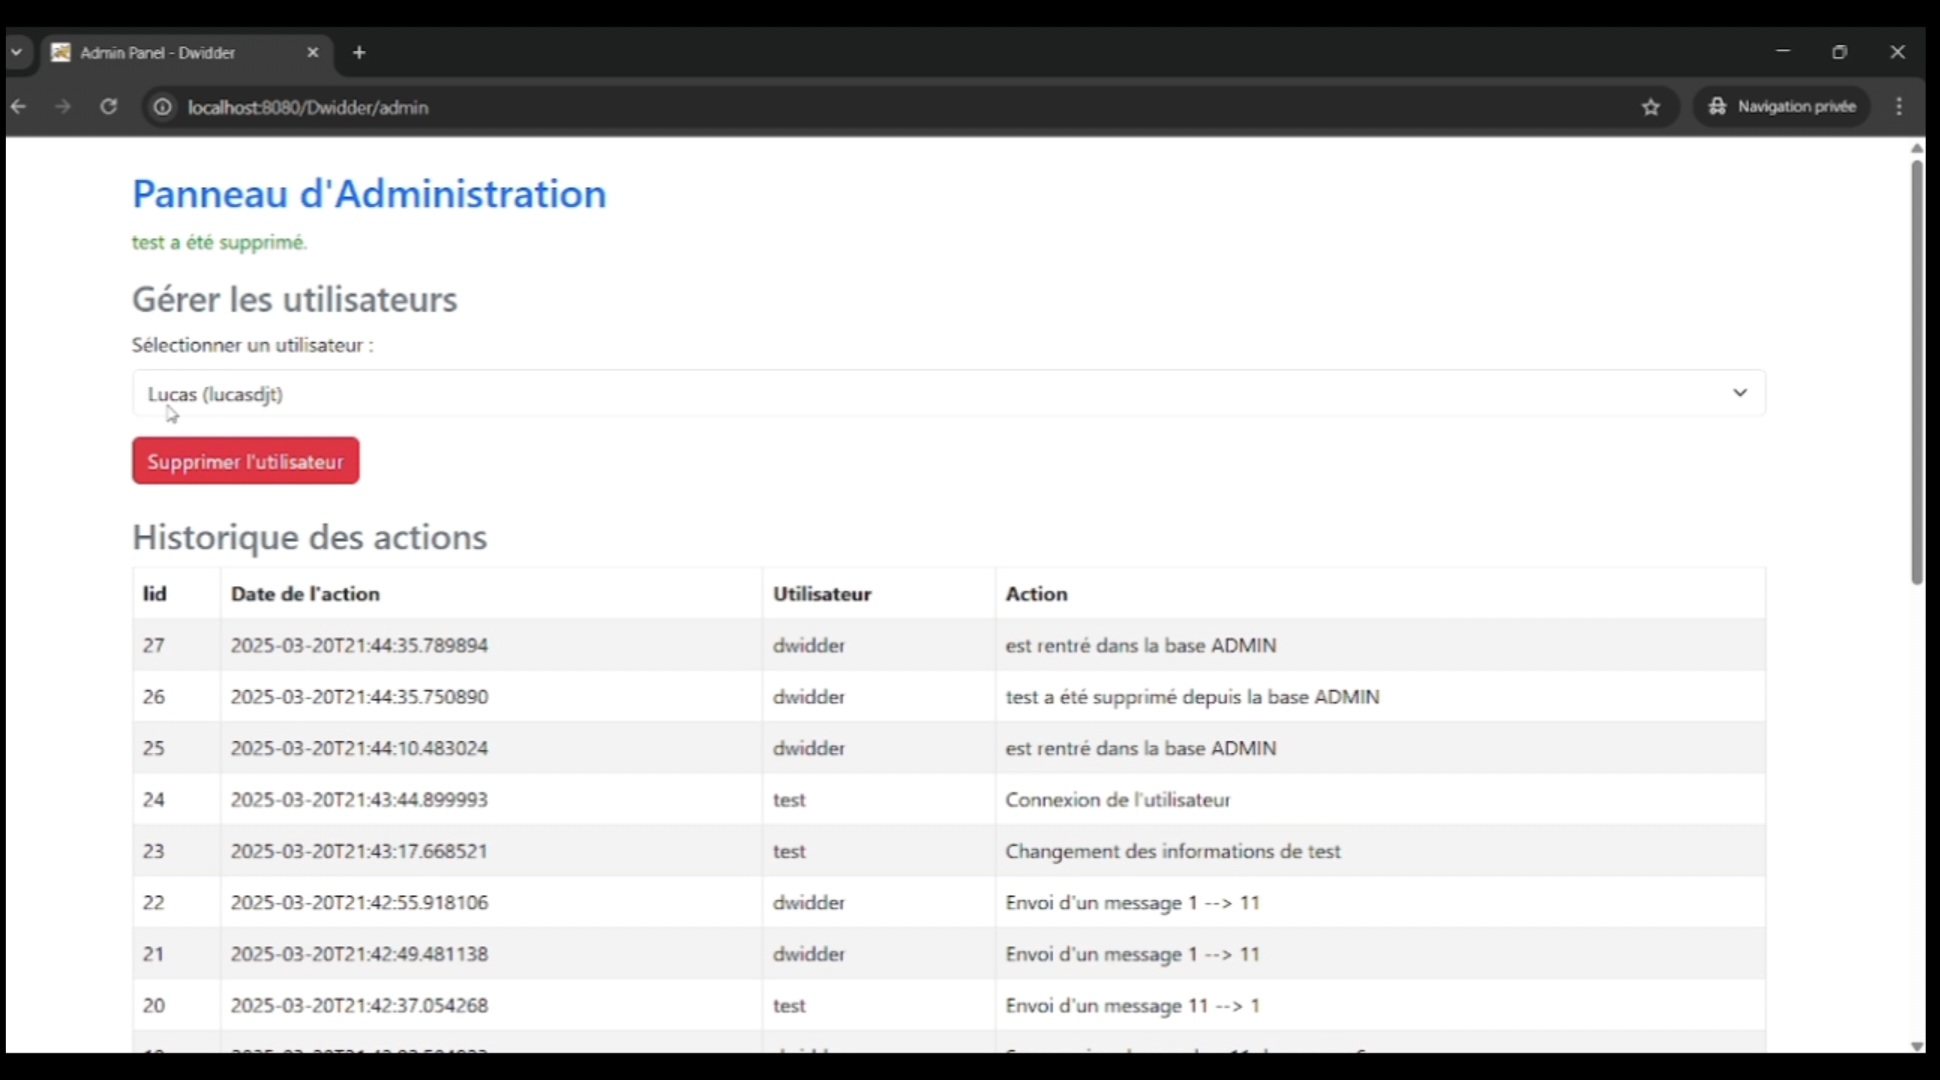 Admin Panel - Dwidder
localhost:8080/Dwidder/admin
Navigation privée
Panneau d'Administration
test a été supprimé.
Gérer les utilisateurs
Sélectionner un utilisateur :
Lucas (lucasdjt)
Supprimer l'utilisateur
Historique des actions
lid Date de l'action Utilisateur Action
27 2025-03-20T21:44:35.789894 dwidder est rentré dans la base ADMIN
26 2025-03-20T21:44:35.750890 dwidder test a été supprimé depuis la base ADMIN
25 2025-03-20T21:44:10.483024 dwidder est rentré dans la base ADMIN
24 2025-03-20T21:43:44.899993 test Connexion de l'utilisateur
23 2025-03-20T21:43:17.668521 test Changement des informations de test
22 2025-03-20T21:42:55.918106 dwidder Envoi d'un message 1 --> 11
21 2025-03-20T21:42:49.481138 dwidder Envoi d'un message 1 --> 11
20 2025-03-20T21:42:37.054268 test Envoi d'un message 11 --> 1